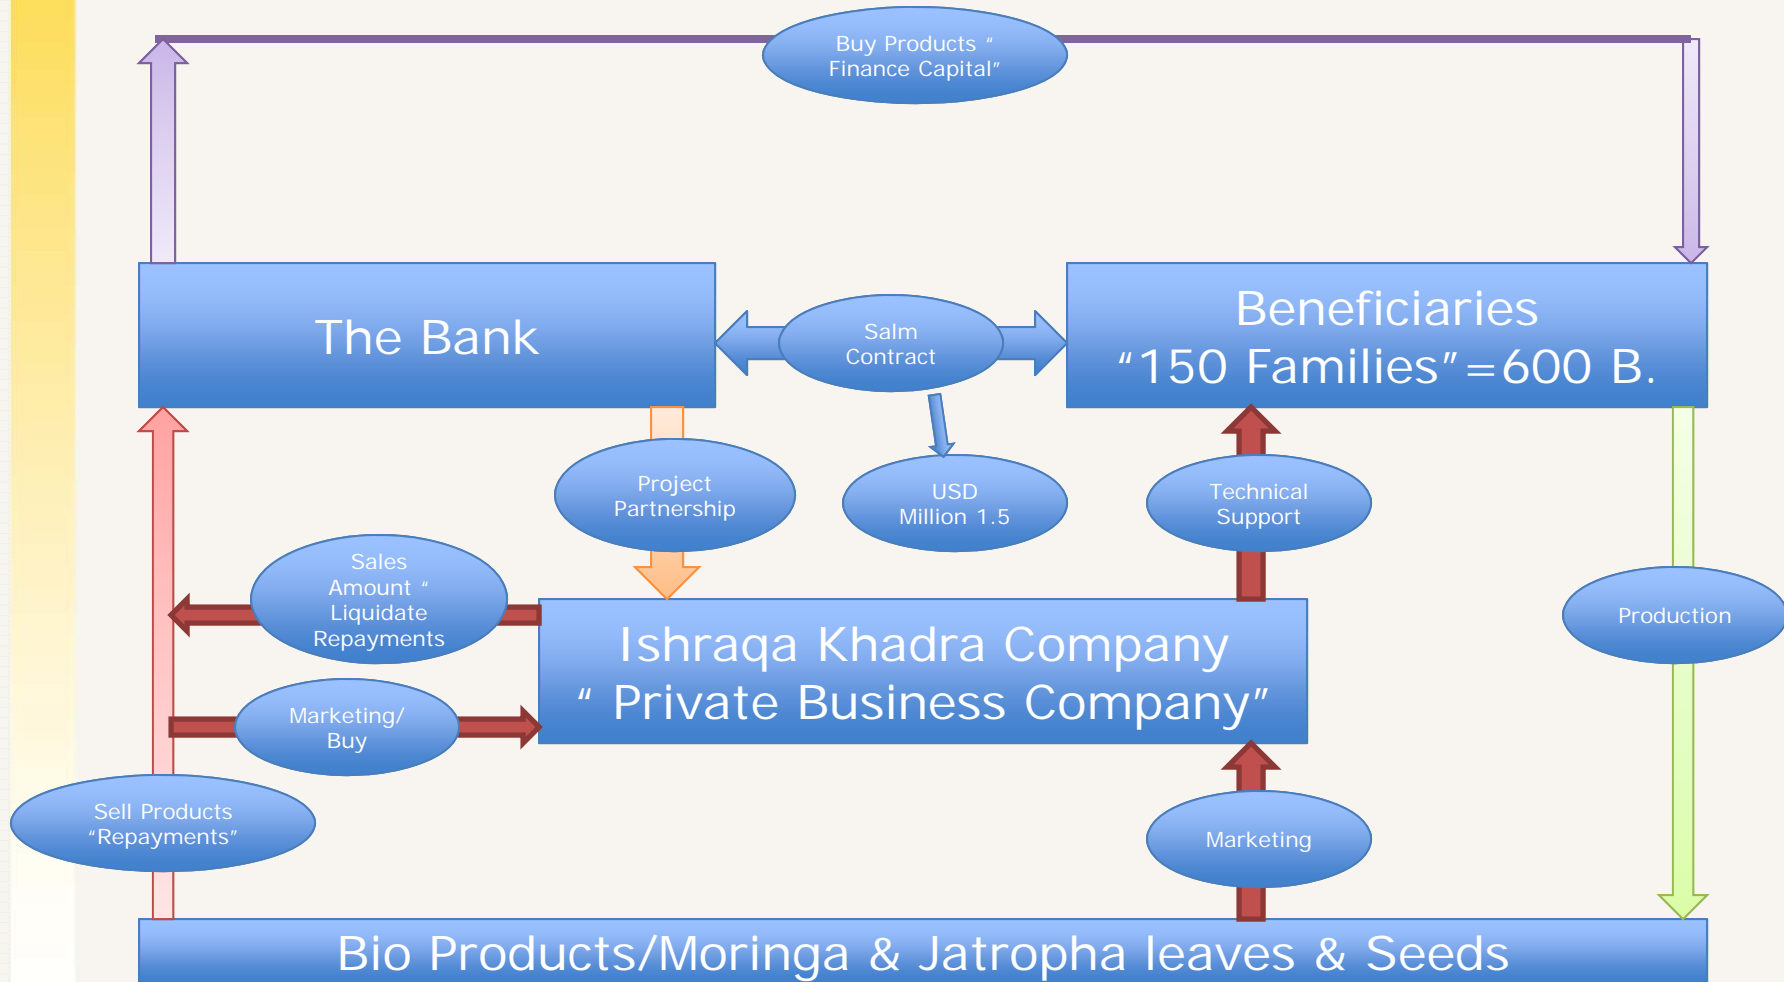 Buy Products “
Finance Capital”
The Bank
Salm
Contract
Beneficiaries
“150 Families”=600 B.
Project
Partnership
USD
Million 1.5
Technical
Support
Sales
Amount “
Liquidate
Repayments
Production
Ishraqa Khadra Company
“ Private Business Company”
Marketing/
Buy
Sell Products
“Repayments”
Marketing
Bio Products/Moringa & Jatropha leaves & Seeds